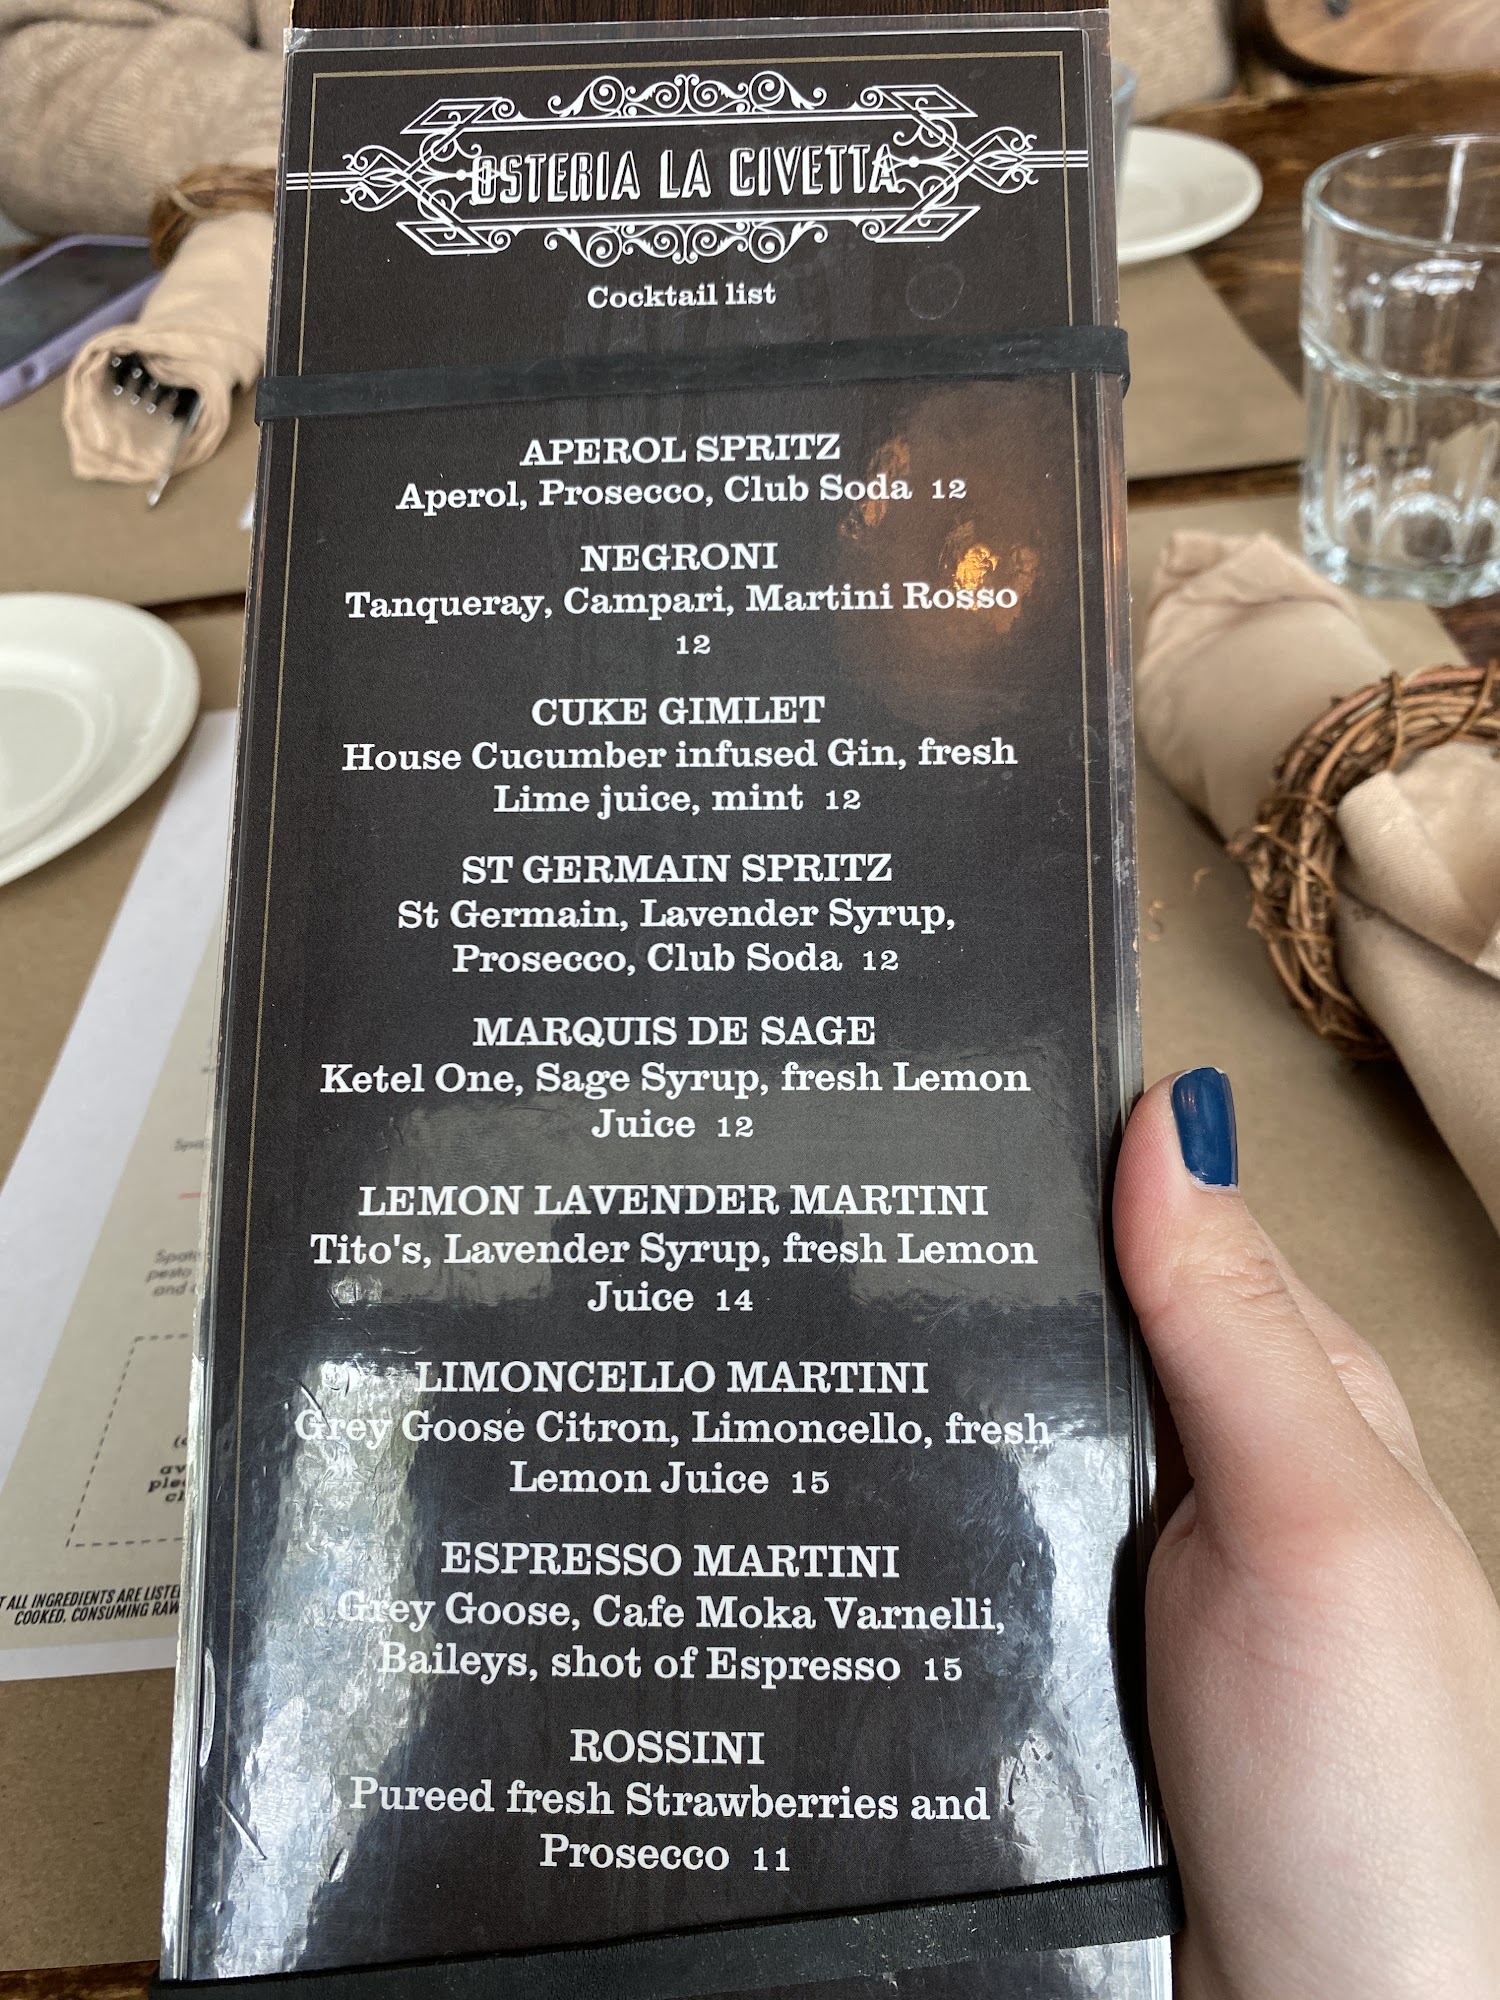 OSTERIA LA CIVETTA
Cocktail list
APEROL SPRITZ
Aperol, Prosecco, Club Soda 12
NEGRONI
Tanqueray, Campari, Martini Rosso
12
CUKE GIMLET
House Cucumber infused Gin, fresh
Lime juice, mint 12
ST GERMAIN SPRITZ
St Germain, Lavender Syrup,
Prosecco, Club Soda 12
MARQUIS DE SAGE
Ketel One, Sage Syrup, fresh Lemon
Juice 12
LEMON LAVENDER MARTINI
Tito's, Lavender Syrup, fresh Lemon
Juice 14
LIMONCELLO MARTINI
Grey Goose Citron, Limoncello, fresh
Lemon Juice 15
ESPRESSO MARTINI
Grey Goose, Cafe Moka Varnelli,
Baileys, shot of Espresso 15
ROSSINI
Pureed fresh Strawberries and
Prosecco 11
pesto
and
ALL INGREDIENTS ARE LISTE
COOKED. CONSUMING RAW